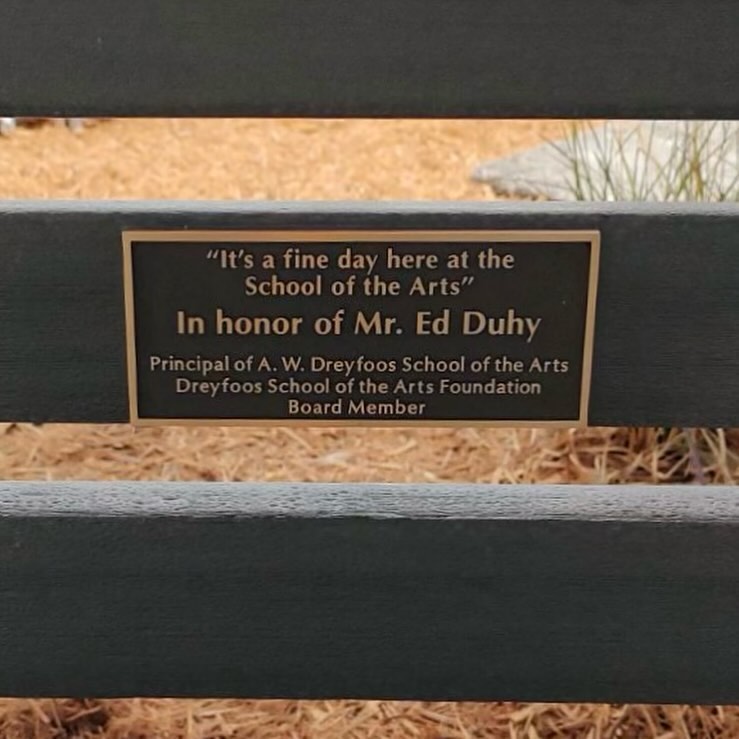 “It’s a fine day here at the
School of the Arts”
In honor of Mr. Ed Duhy
Principal of A. W. Dreyfoos School of the Arts
Dreyfoos School of the Arts Foundation
Board Member